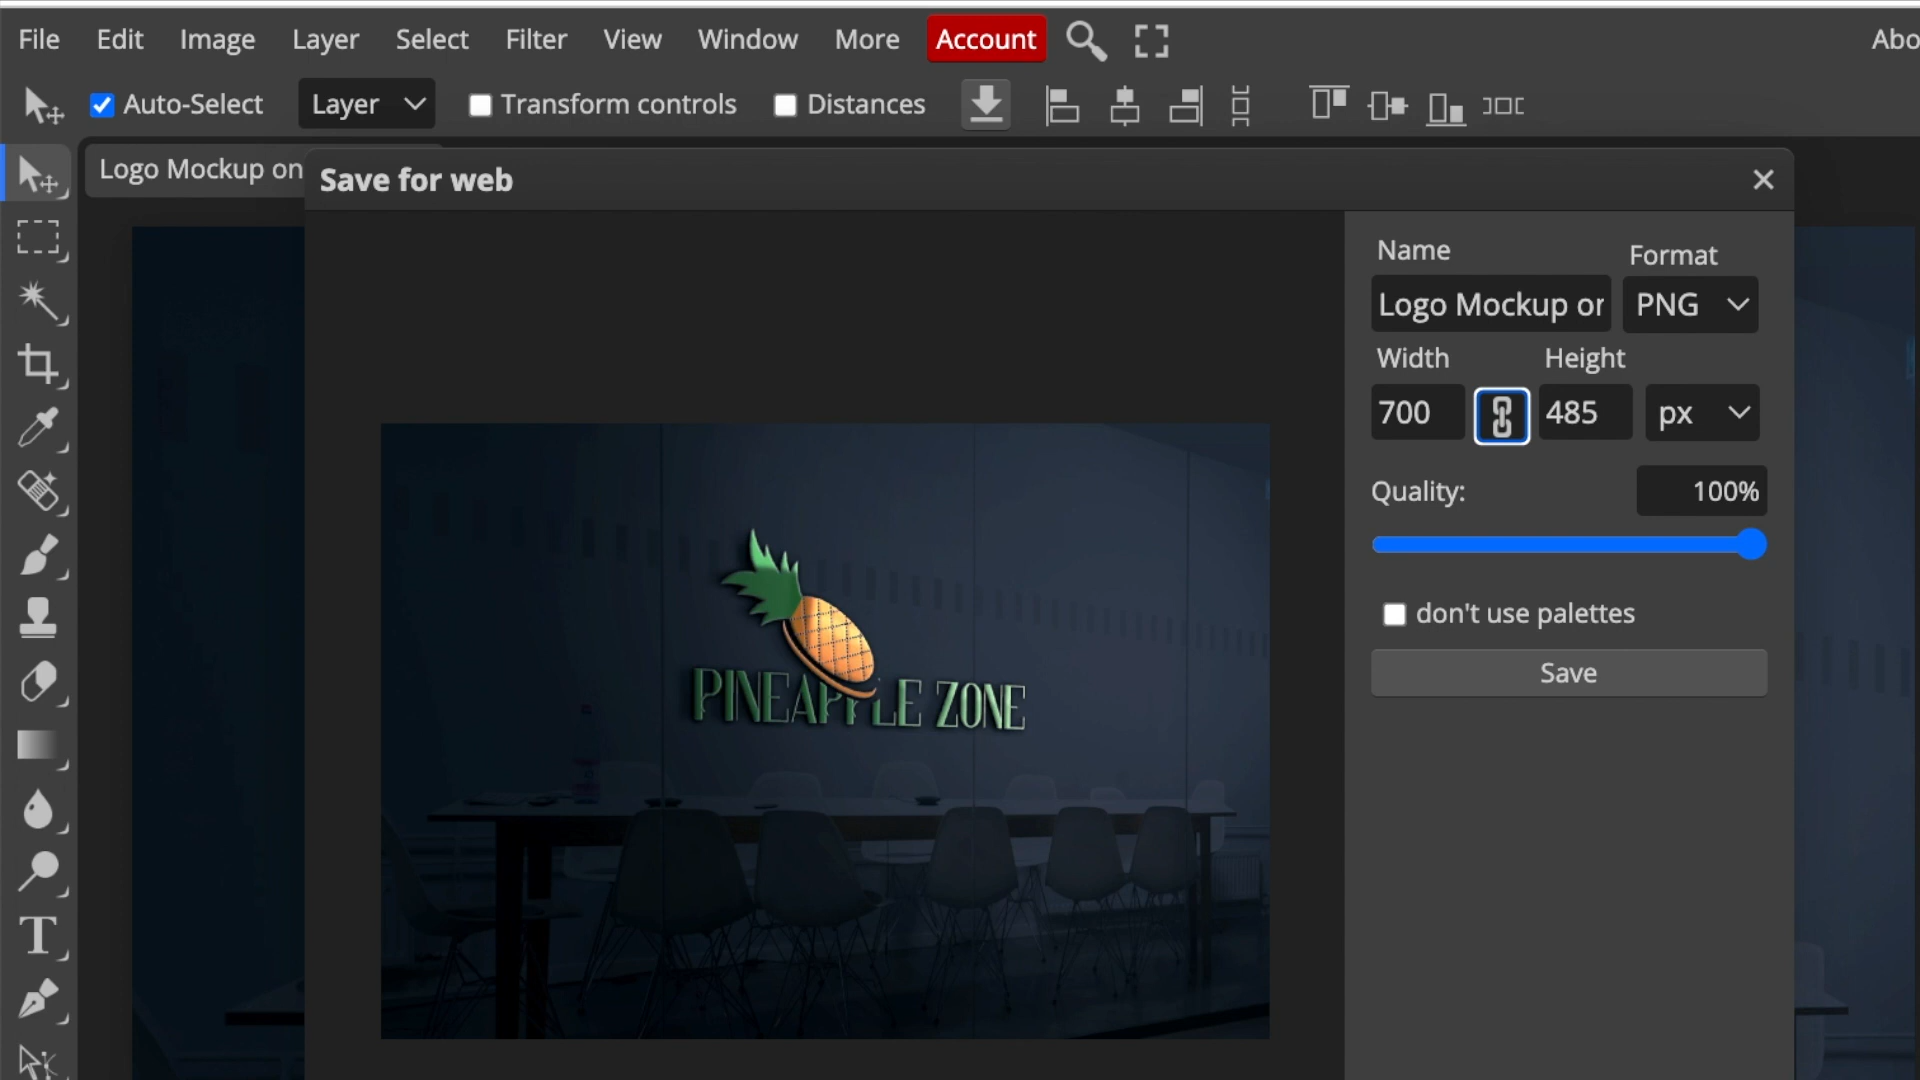 File Edit Image Layer Select Filter View Window More Account Abo
Auto-Select Layer Transform controls Distances
Logo Mockup on
Save for web
Name Format
Logo Mockup or PNG
Width Height
700 485 px
Quality: 100%
don't use palettes
Save
PINEAPPLE ZONE